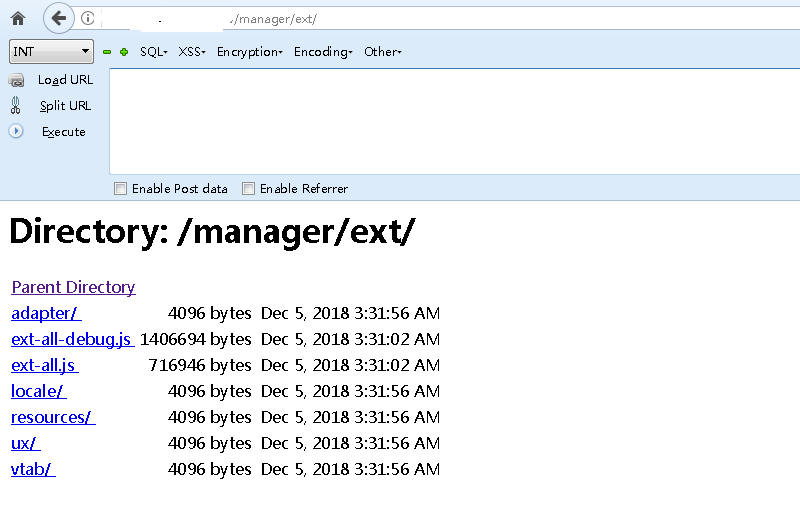 ./manager/ext/
INT SQL XSS Encryption Encoding Other
Load URL
Split URL
Execute
Enable Post data Enable Referrer
Directory: /manager/ext/
Parent Directory
adapter/ 4096 bytes Dec 5, 2018 3:31:56 AM
ext-all-debug.js 1406694 bytes Dec 5, 2018 3:31:02 AM
ext-all.js 716946 bytes Dec 5, 2018 3:31:02 AM
locale/ 4096 bytes Dec 5, 2018 3:31:56 AM
resources/ 4096 bytes Dec 5, 2018 3:31:56 AM
ux/ 4096 bytes Dec 5, 2018 3:31:56 AM
vtab/ 4096 bytes Dec 5, 2018 3:31:56 AM